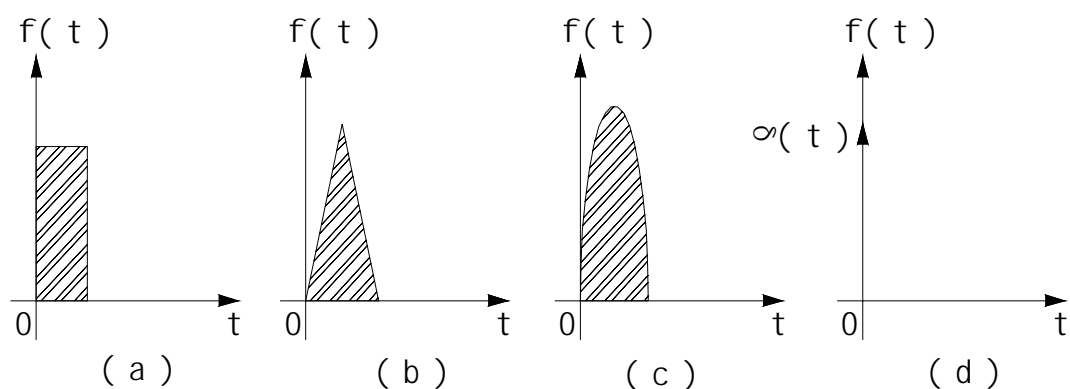 f(t) f(t) f(t) f(t)
∞(t)
0 t 0 t 0 t 0 t
(a) (b) (c) (d)